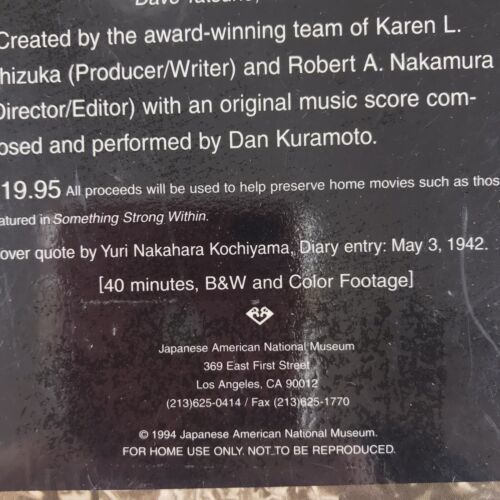 Created by the award-winning team of Karen L.
hizuka (Producer/Writer) and Robert A. Nakamura
Director/Editor) with an original music score com-
osed and performed by Dan Kuramoto.
19.95 All proceeds will be used to help preserve home movies such as thos
atured in Something Strong Within.
over quote by Yuri Nakahara Kochiyama, Diary entry: May 3, 1942.
[40 minutes, B&W and Color Footage]
Japanese American National Museum
369 East First Street
Los Angeles, CA 90012
(213)625-0414 / Fax (213)625-1770
© 1994 Japanese American National Museum.
FOR HOME USE ONLY. NOT TO BE REPRODUCED.